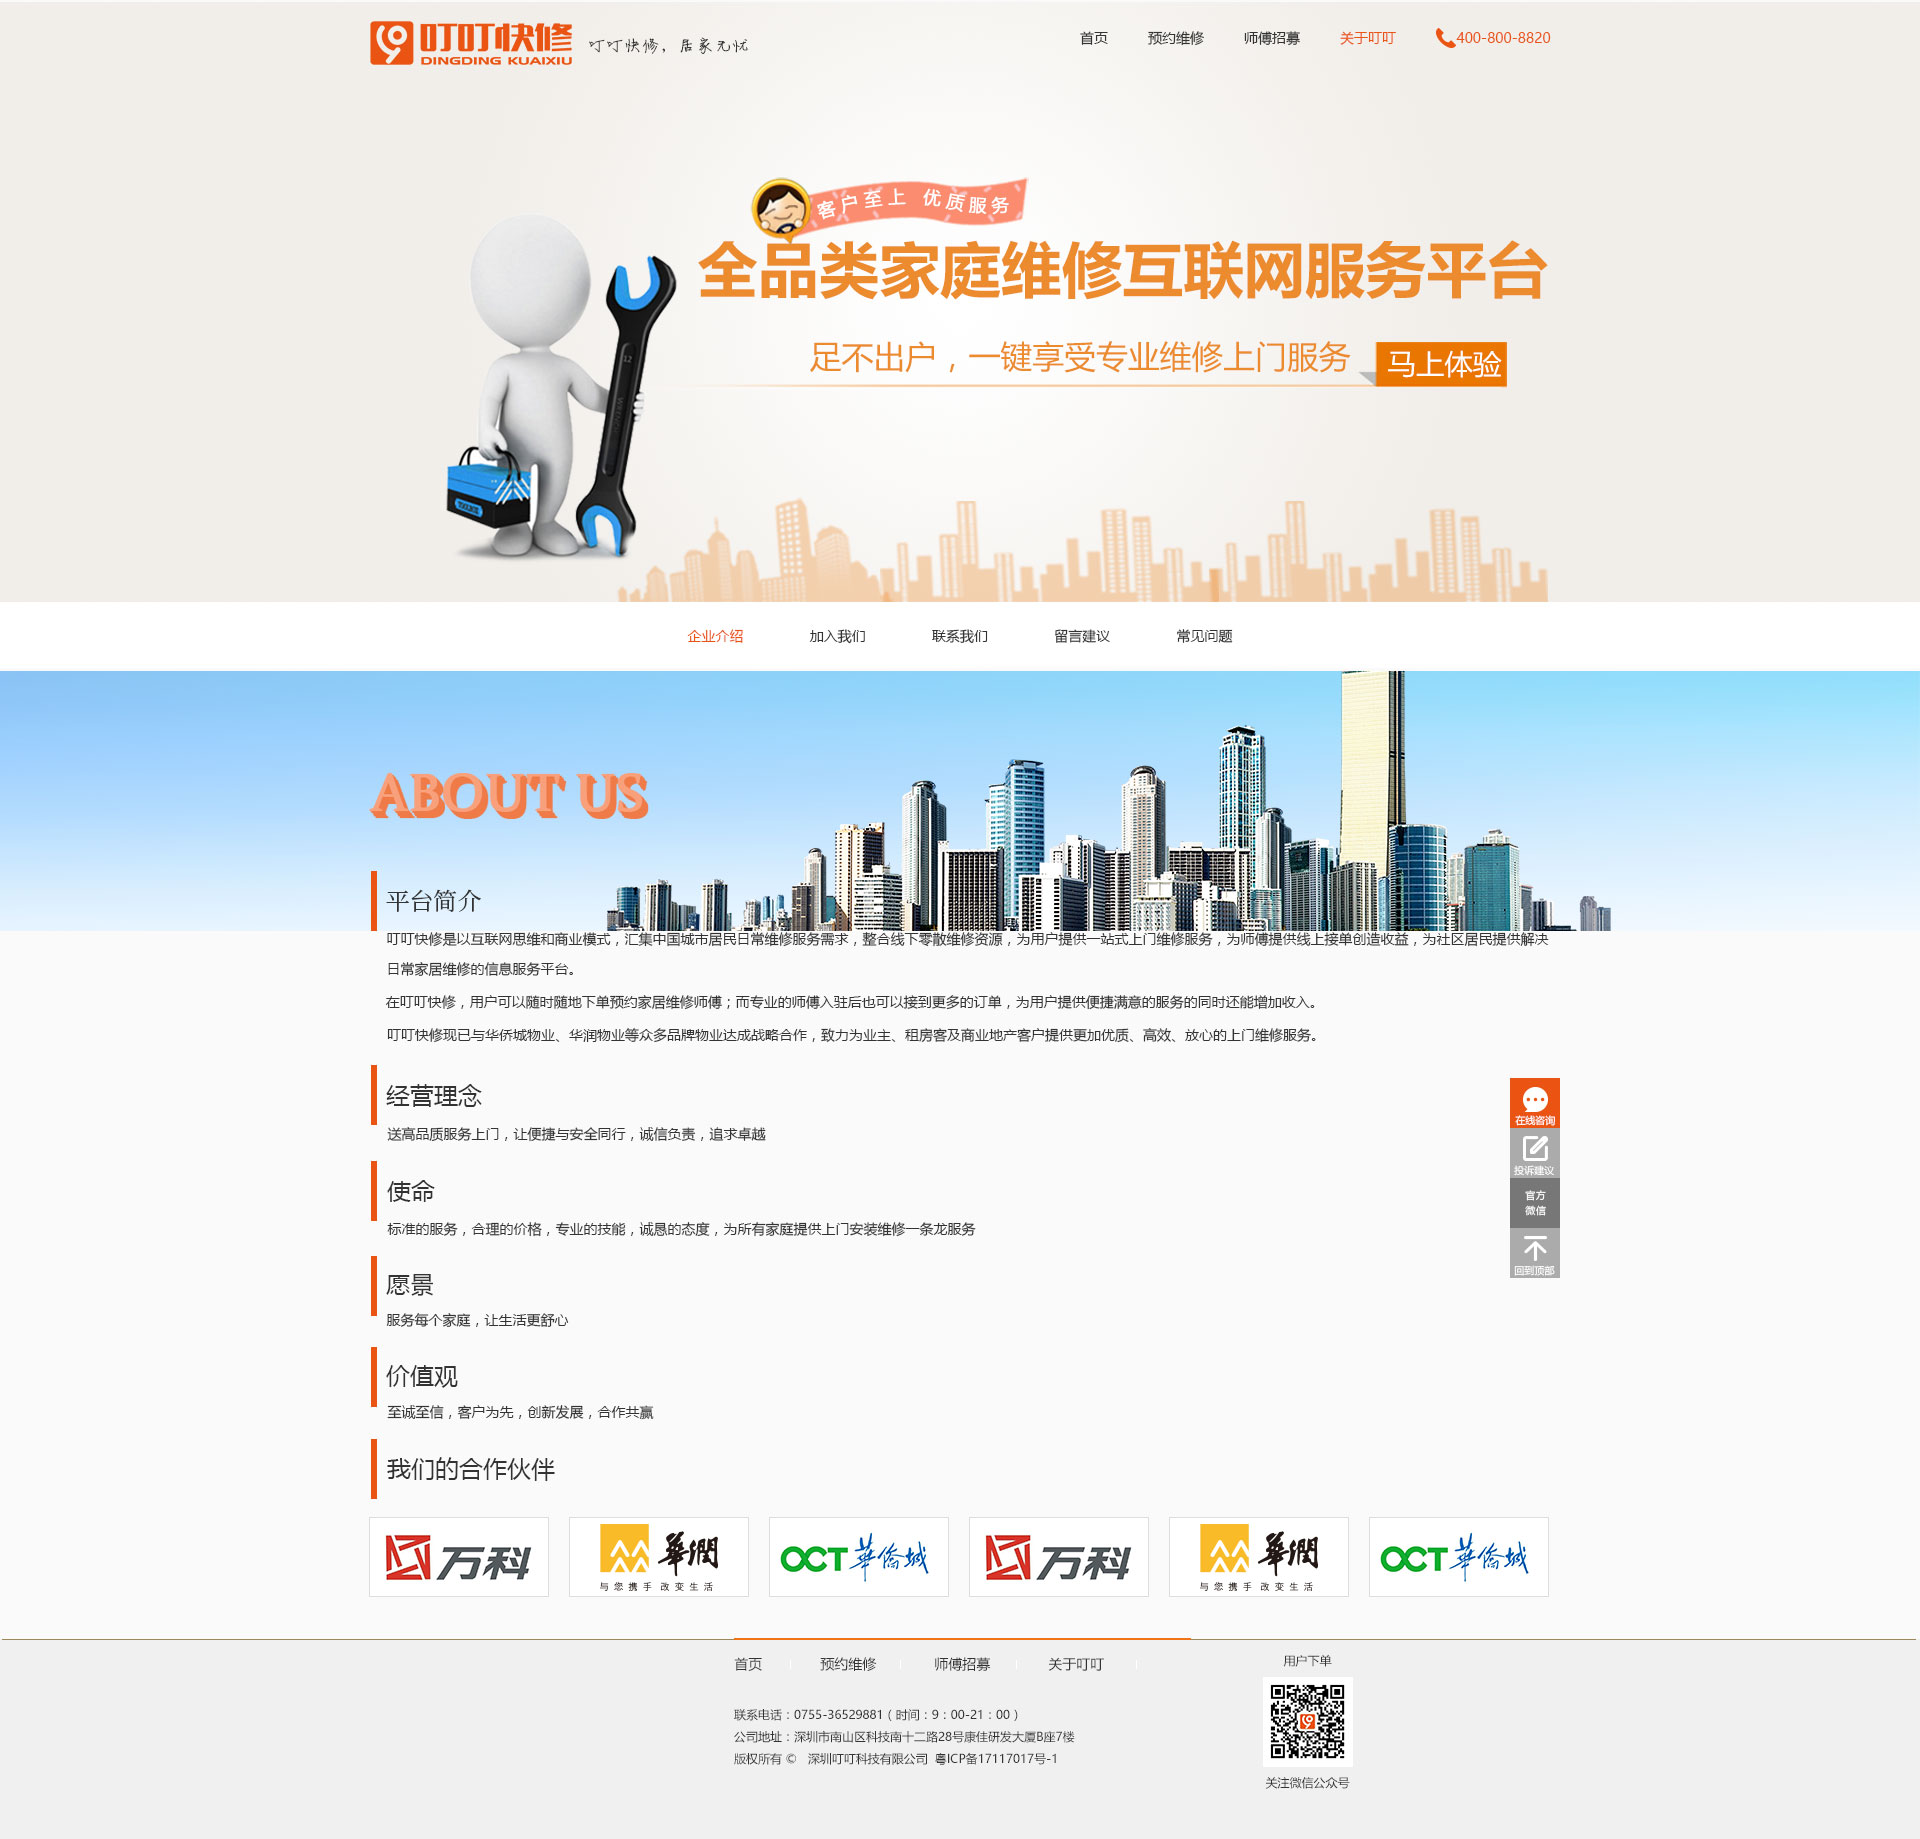 叮叮快修
DINGDING KUAIXIU
叮叮快修，居家无忧
首页
预约维修
师傅招募
关于叮叮
400-800-8820
客户至上 优质服务
全品类家庭维修互联网服务平台
足不出户，一键享受专业维修上门服务
马上体验
12
企业介绍
加入我们
联系我们
留言建议
常见问题
ABOUT US
平台简介
叮叮快修是以互联网思维和商业模式，汇集中国城市居民日常维修服务需求，整合线下零散维修资源，为用户提供一站式上门维修服务，为师傅提供线上接单创造收益，为社区居民提供解决
日常家居维修的信息服务平台。
在叮叮快修，用户可以随时随地下单预约家居维修师傅；而专业的师傅入驻后也可以接到更多的订单，为用户提供便捷满意的服务的同时还能增加收入。
叮叮快修现已与华侨城物业、华润物业等众多品牌物业达成战略合作，致力为业主、租房客及商业地产客户提供更加优质、高效、放心的上门维修服务。
经营理念
送高品质服务上门，让便捷与安全同行，诚信负责，追求卓越
在线咨询
投诉建议
官方
微信
回到顶部
使命
标准的服务，合理的价格，专业的技能，诚恳的态度，为所有家庭提供上门安装维修一条龙服务
愿景
服务每个家庭，让生活更舒心
价值观
至诚至信，客户为先，创新发展，合作共赢
我们的合作伙伴
万科
華潤
与您携手 改变生活
OCT華僑城
万科
華潤
与您携手 改变生活
OCT華僑城
首页
预约维修
师傅招募
关于叮叮
用户下单
联系电话：0755-36529881（时间：9：00-21：00）
公司地址：深圳市南山区科技南十二路28号康佳研发大厦B座7楼
版权所有 © 深圳叮叮科技有限公司 粤ICP备17117017号-1
关注微信公众号